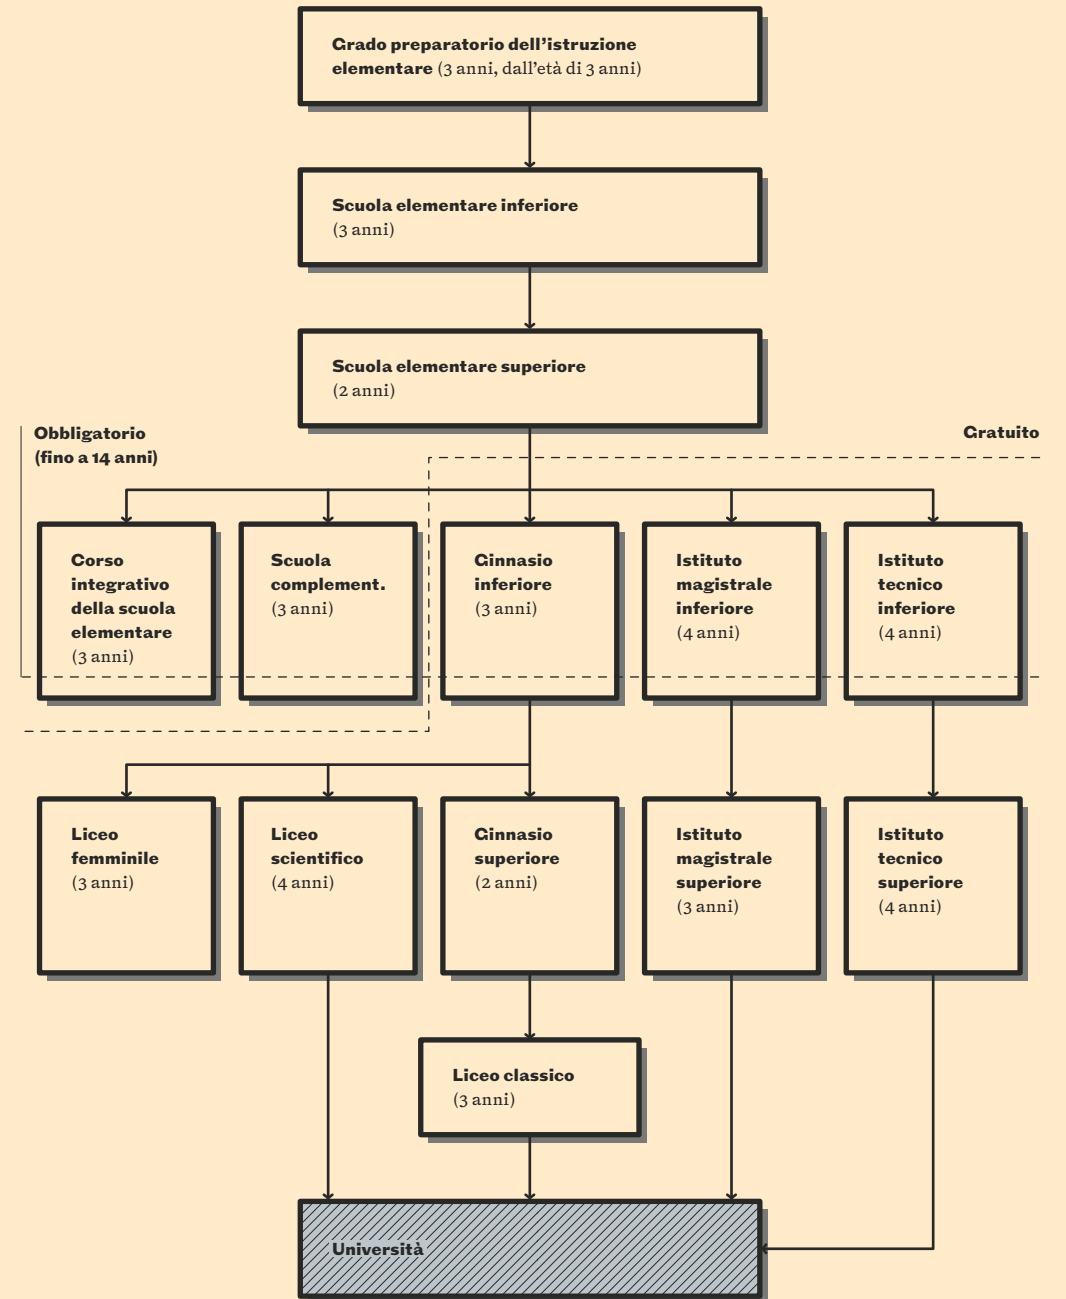 Grado preparatorio dell’istruzione
elementare (3 anni, dall’età di 3 anni)
Scuola elementare inferiore
(3 anni)
Scuola elementare superiore
(2 anni)
Obbligatorio
(fino a 14 anni)
Gratuito
Corso
integrativo
della scuola
elementare
(3 anni)
Scuola
complement.
(3 anni)
Ginnasio
inferiore
(3 anni)
Istituto
magistrale
inferiore
(4 anni)
Istituto
tecnico
inferiore
(4 anni)
Liceo
femminile
(3 anni)
Liceo
scientifico
(4 anni)
Ginnasio
superiore
(2 anni)
Istituto
magistrale
superiore
(3 anni)
Istituto
tecnico
superiore
(4 anni)
Liceo classico
(3 anni)
Università